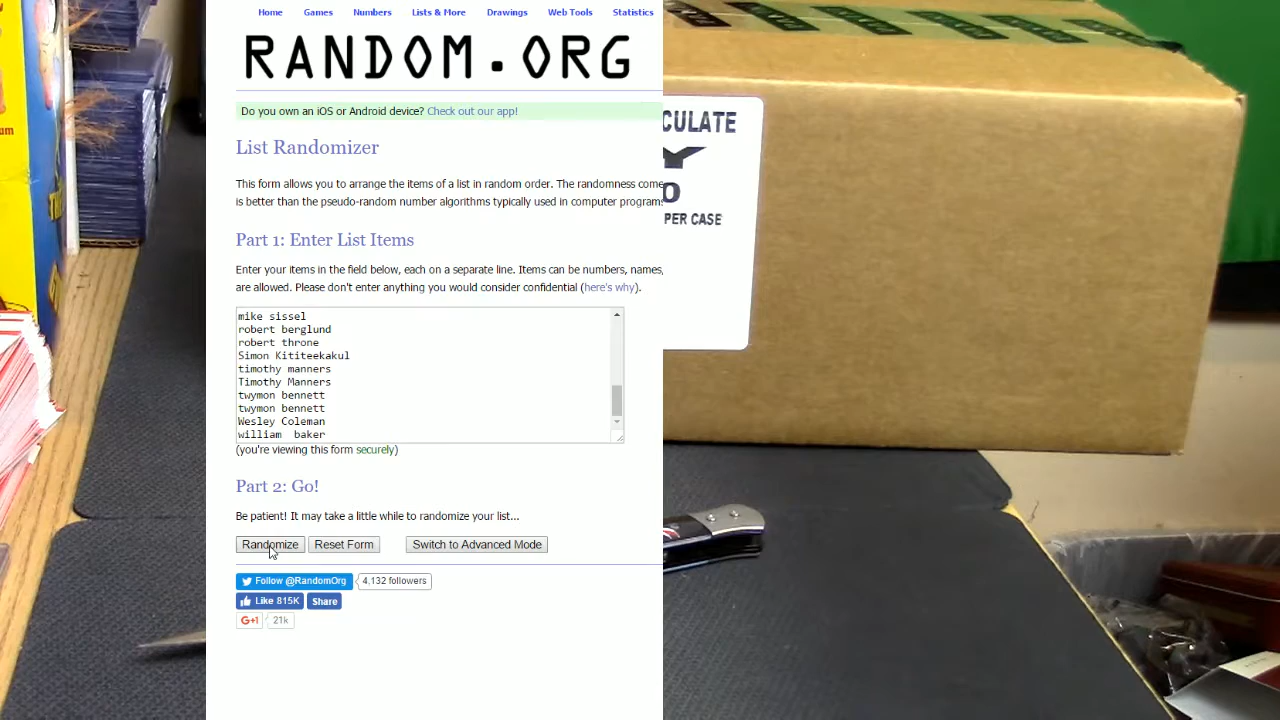 Home Games Numbers Lists & More Drawings Web Tools Statistics
RANDOM.ORG
Do you own an iOS or Android device? Check out our app!
List Randomizer
This form allows you to arrange the items of a list in random order. The randomness come
is better than the pseudo-random number algorithms typically used in computer program
Part 1: Enter List Items
Enter your items in the field below, each on a separate line. Items can be numbers, names,
are allowed. Please don't enter anything you would consider confidential (here's why).
mike sissel
robert berglund
robert throne
Simon Kititeekakul
timothy manners
Timothy Manners
twymon bennett
twymon bennett
Wesley Coleman
william baker
(you're viewing this form securely)
Part 2: Go!
Be patient! It may take a little while to randomize your list...
Randomize Reset Form Switch to Advanced Mode
Follow @RandomOrg 4,132 followers
Like 815K Share
G+1 21k
CULATE
Y
O
PER CASE
um